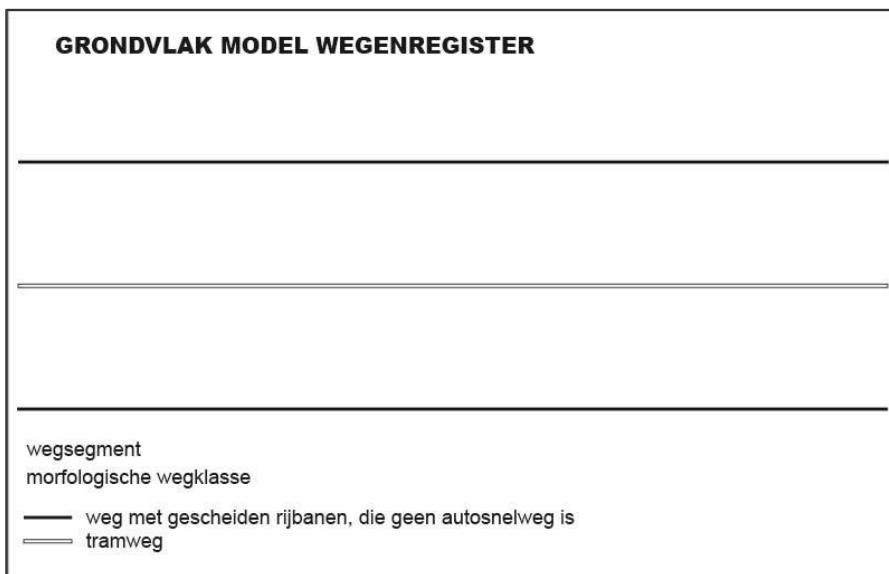 GRONDVLAK MODEL WEGENREGISTER
wegsegment
morfologische wegklasse
weg met gescheiden rijbanen, die geen autosnelweg is
tramweg